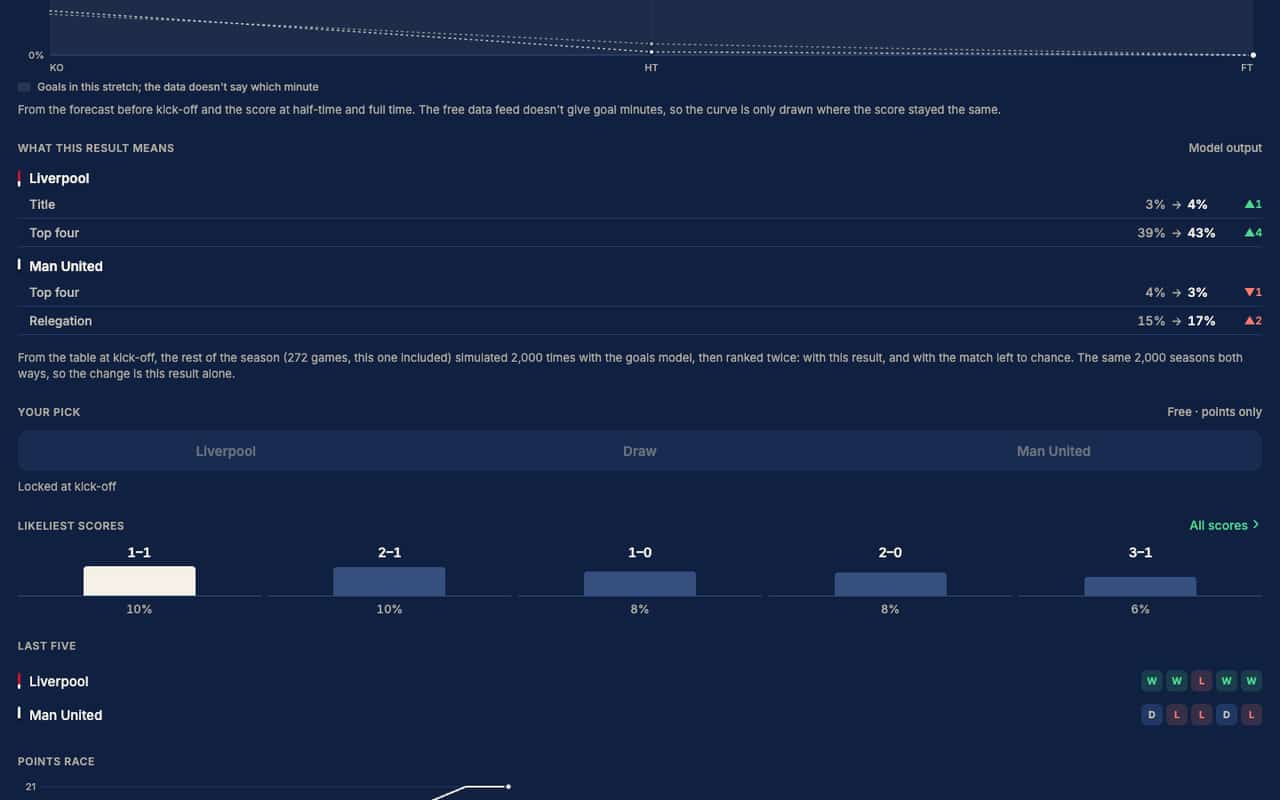 0%
KO HT FT
Goals in this stretch; the data doesn't say which minute
From the forecast before kick-off and the score at half-time and full time. The free data feed doesn't give goal minutes, so the curve is only drawn where the score stayed the same.
WHAT THIS RESULT MEANS Model output
Liverpool
Title 3% → 4% ▲1
Top four 39% → 43% ▲4
Man United
Top four 4% → 3% ▼1
Relegation 15% → 17% ▲2
From the table at kick-off, the rest of the season (272 games, this one included) simulated 2,000 times with the goals model, then ranked twice: with this result, and with the match left to chance. The same 2,000 seasons both
ways, so the change is this result alone.
YOUR PICK Free · points only
Liverpool Draw Man United
Locked at kick-off
LIKELIEST SCORES All scores >
1–1 2–1 1–0 2–0 3–1
10% 10% 8% 8% 6%
LAST FIVE
Liverpool W W L W W
Man United D L L D L
POINTS RACE
21